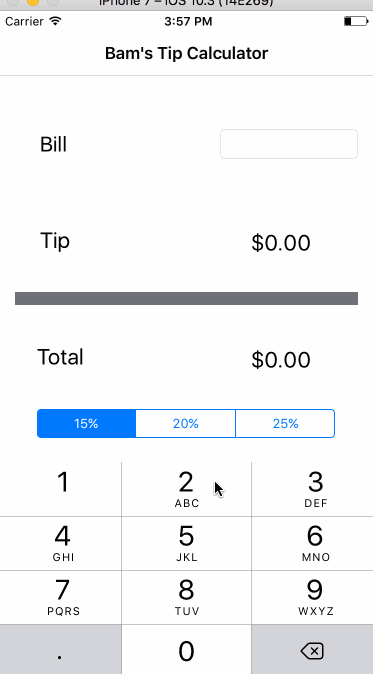 iPhone 7 – iOS 10.3 (14E269)
Carrier 3:57 PM
Bam's Tip Calculator
Bill
Tip $0.00
Total $0.00
15% 20% 25%
1 2 3
ABC DEF
4 5 6
GHI JKL MNO
7 8 9
PQRS TUV WXYZ
. 0